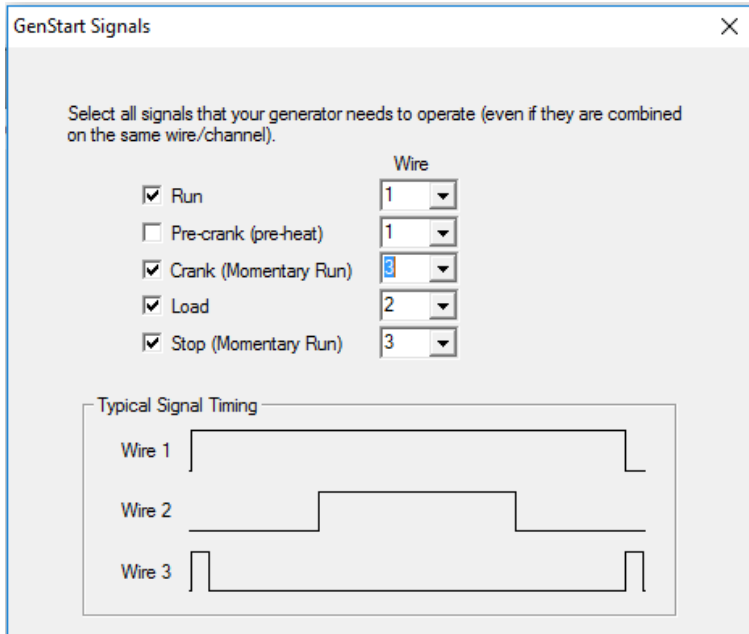 GenStart Signals
Select all signals that your generator needs to operate (even if they are combined
on the same wire/channel).
Wire
Run 1
Pre-crank (pre-heat) 1
Crank (Momentary Run) 3
Load 2
Stop (Momentary Run) 3
Typical Signal Timing
Wire 1
Wire 2
Wire 3